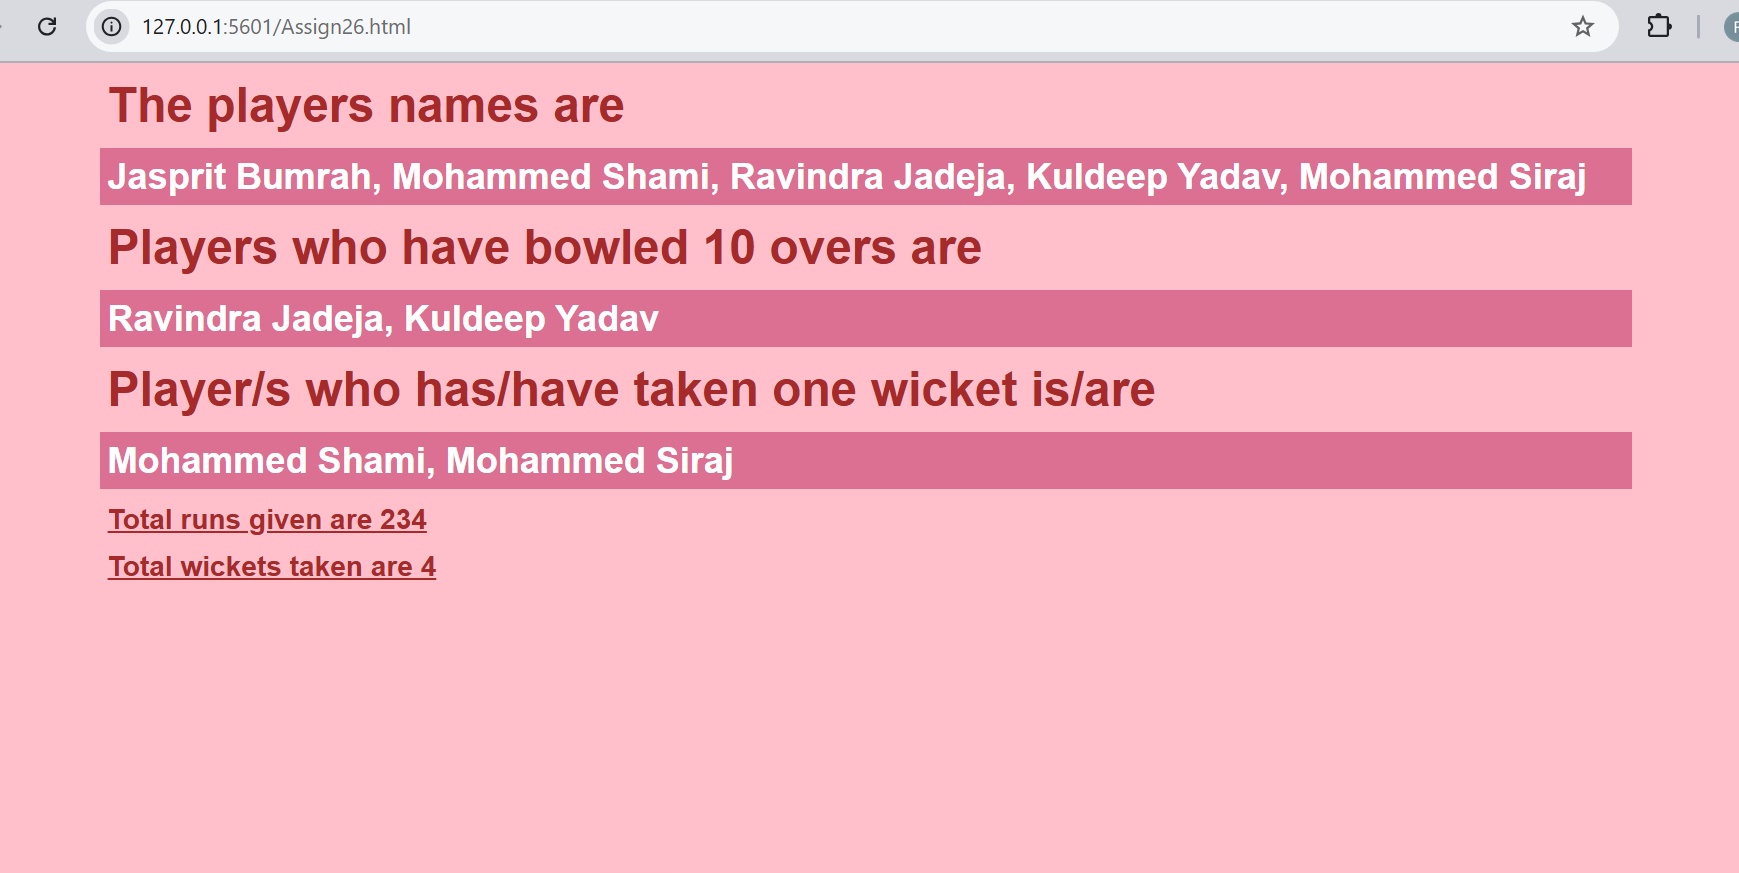 127.0.0.1:5601/Assign26.html
The players names are
Jasprit Bumrah, Mohammed Shami, Ravindra Jadeja, Kuldeep Yadav, Mohammed Siraj
Players who have bowled 10 overs are
Ravindra Jadeja, Kuldeep Yadav
Player/s who has/have taken one wicket is/are
Mohammed Shami, Mohammed Siraj
Total runs given are 234
Total wickets taken are 4